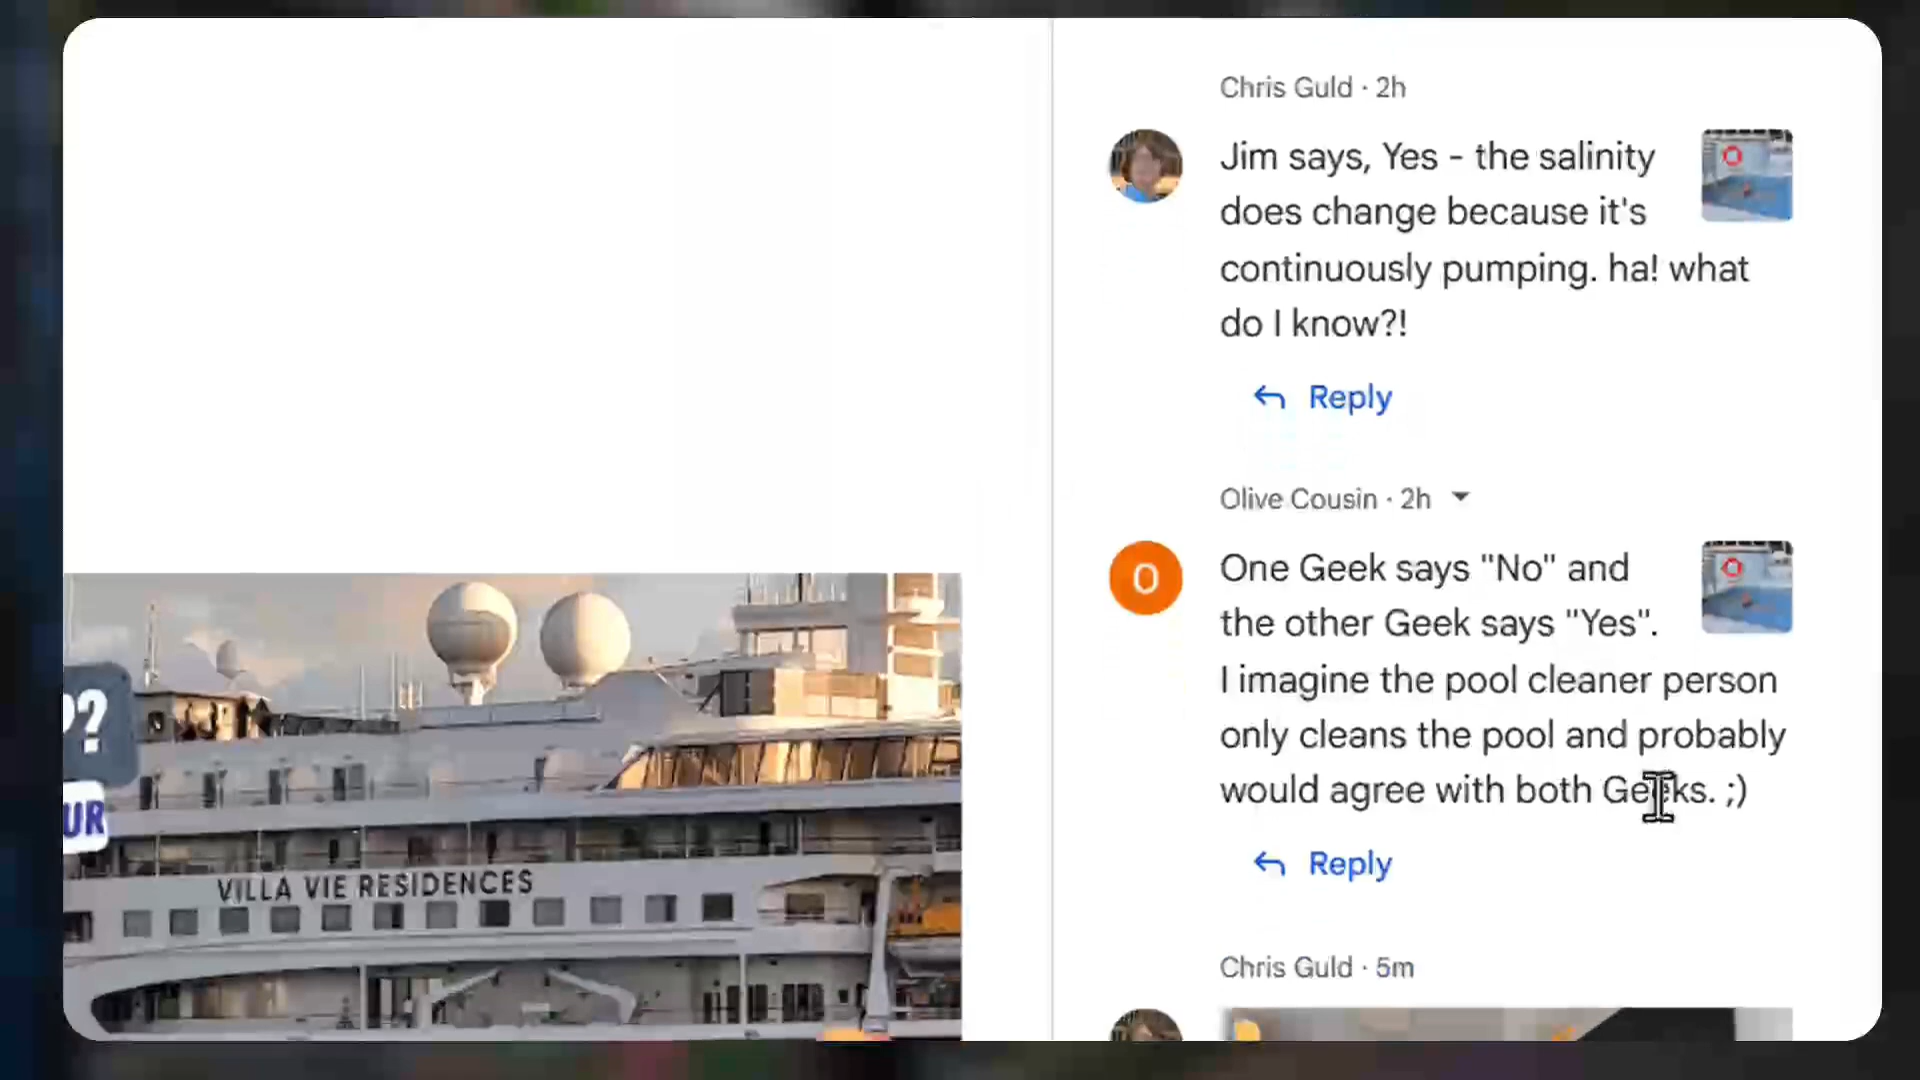 Chris Guld · 2h
Jim says, Yes - the salinity
does change because it's
continuously pumping. ha! what
do I know?!
Reply
Olive Cousin · 2h
O
One Geek says "No" and
the other Geek says "Yes".
I imagine the pool cleaner person
only cleans the pool and probably
would agree with both Geeks. ;)
Reply
Chris Guld · 5m
?
UR
VILLA VIE RESIDENCES